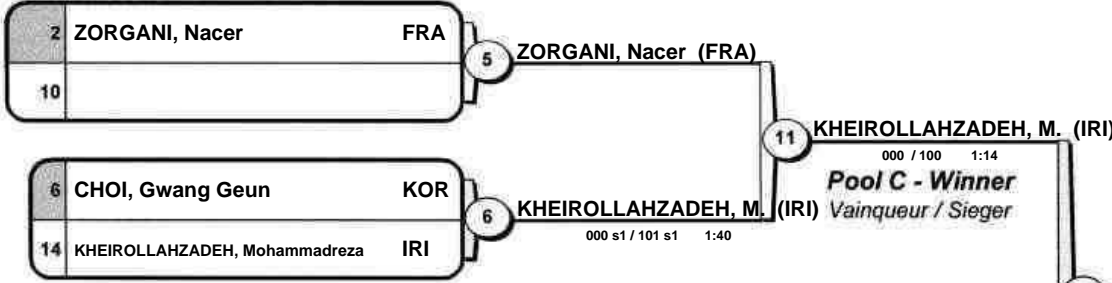 2 ZORGANI, Nacer FRA
10
5 ZORGANI, Nacer (FRA)
11 KHEIROLLAHZADEH, M. (IRI)
000 / 100 1:14
Pool C - Winner
Vainqueur / Sieger
6 CHOI, Gwang Geun KOR
14 KHEIROLLAHZADEH, Mohammadreza IRI
6 KHEIROLLAHZADEH, M. (IRI)
000 s1 / 101 s1 1:40